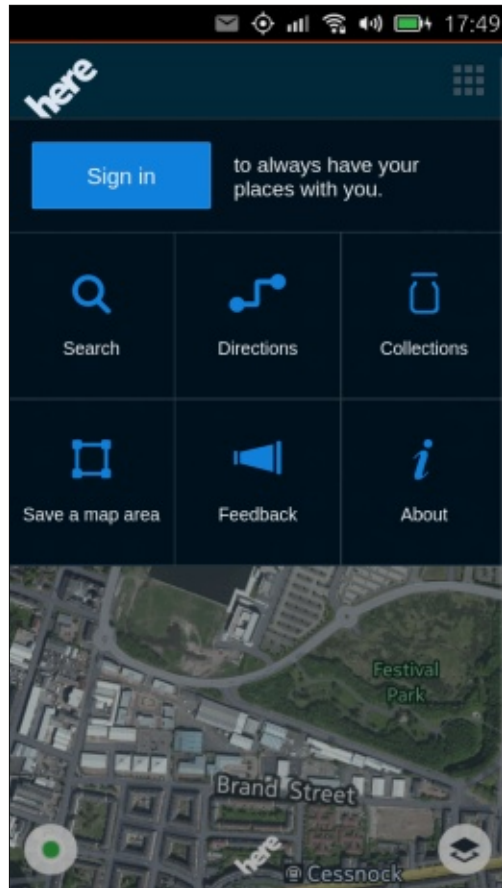 17:49
here
Sign in
to always have your
places with you.
Search
Directions
Collections
Save a map area
Feedback
About
Festival
Park
Brand Street
here
@ Cessnock